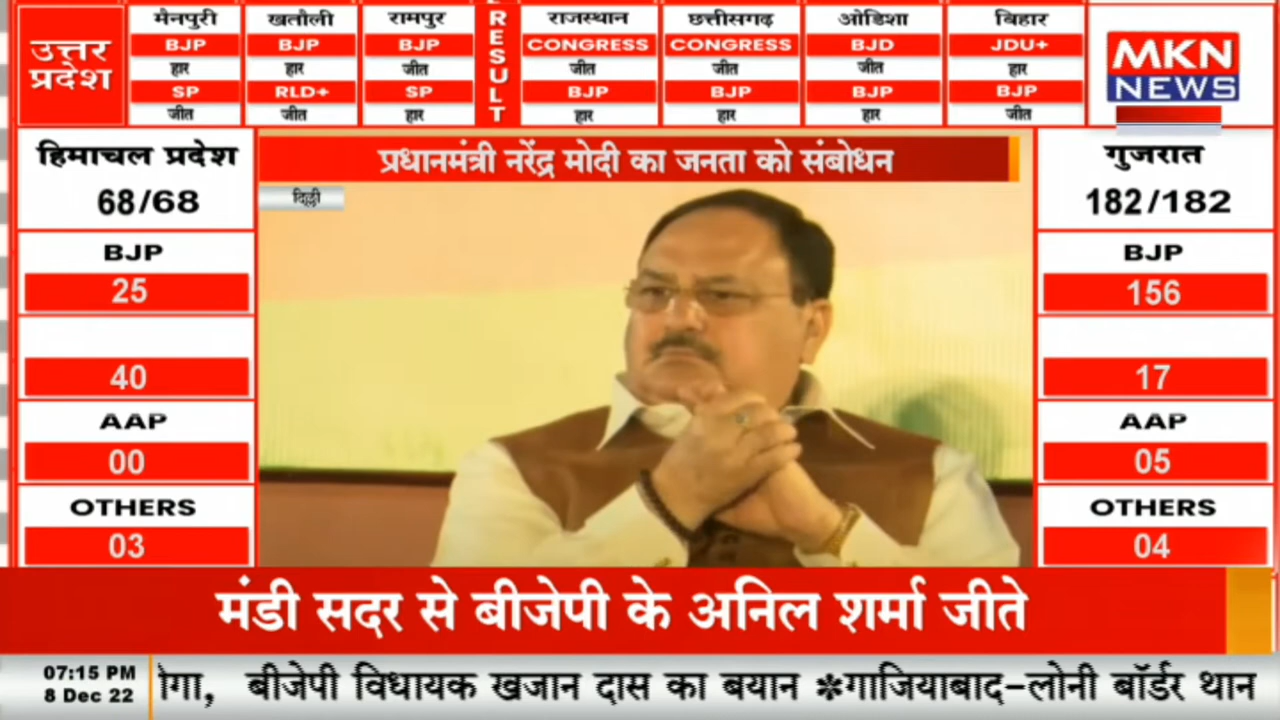 उत्तर प्रदेश
मैनपुरी
BJP
हार
SP
जीत
खतौली
BJP
हार
RLD+
जीत
रामपुर
BJP
जीत
SP
हार
RESULT
राजस्थान
CONGRESS
जीत
BJP
हार
छत्तीसगढ़
CONGRESS
जीत
BJP
हार
ओडिशा
BJD
जीत
BJP
हार
बिहार
JDU+
हार
BJP
जीत
MKN
NEWS
हिमाचल प्रदेश
68/68
BJP
25
40
AAP
00
OTHERS
03
प्रधानमंत्री नरेंद्र मोदी का जनता को संबोधन
दिल्ली
गुजरात
182/182
BJP
156
17
AAP
05
OTHERS
04
मंडी सदर से बीजेपी के अनिल शर्मा जीते
07:15 PM
8 Dec 22
गा, बीजेपी विधायक खजान दास का बयान *गाजियाबाद-लोनी बॉर्डर थान